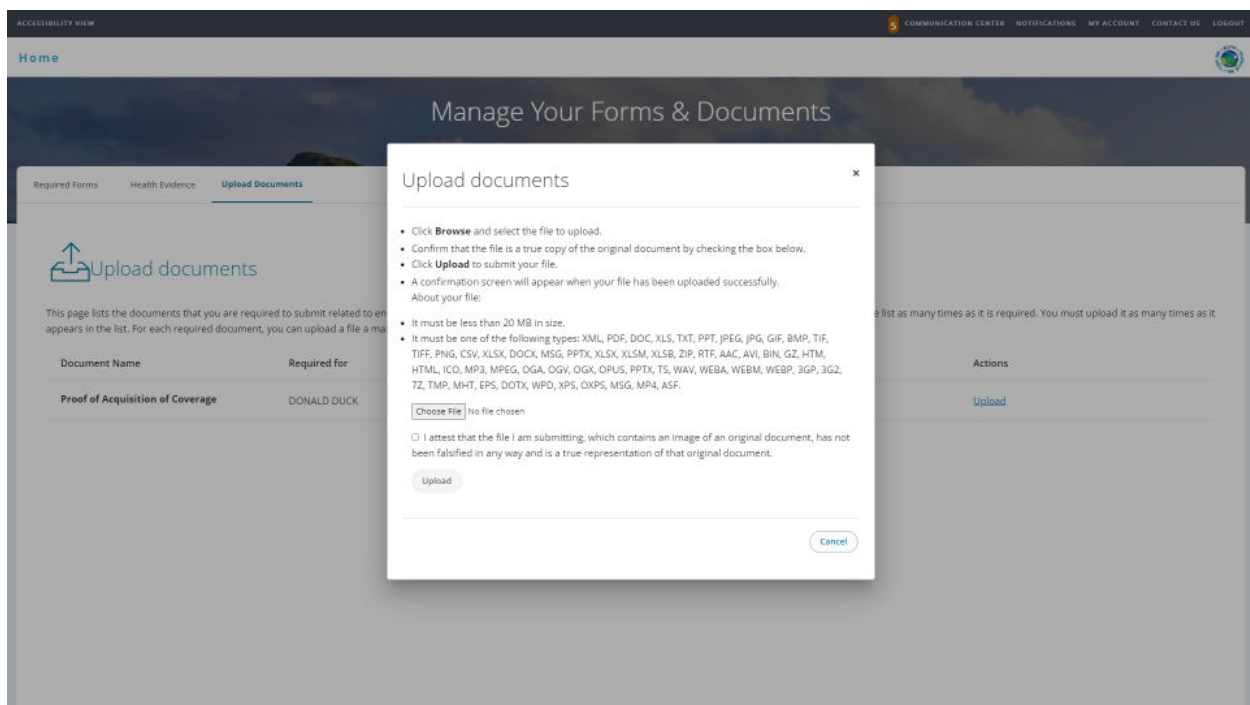 ACCESSIBILITY VIEW
5 COMMUNICATION CENTER NOTIFICATIONS MY ACCOUNT CONTACT US LOGOUT
Home
Manage Your Forms & Documents
Required Forms Health Evidence Upload Documents
Upload documents
This page lists the documents that you are required to submit related to en
e list as many times as it is required. You must upload it as many times as it
appears in the list. For each required document, you can upload a file a ma
Document Name Required for Actions
Proof of Acquisition of Coverage DONALD DUCK Upload
Upload documents ×
• Click Browse and select the file to upload.
• Confirm that the file is a true copy of the original document by checking the box below.
• Click Upload to submit your file.
• A confirmation screen will appear when your file has been uploaded successfully.
About your file:
• It must be less than 20 MB in size.
• It must be one of the following types: XML, PDF, DOC, XLS, TXT, PPT, JPEG, JPG, GIF, BMP, TIF,
TIFF, PNG, CSV, XLSX, DOCX, MSG, PPTX, XLSX, XLSM, XLSB, ZIP, RTF, AAC, AVI, BIN, GZ, HTM,
HTML, ICO, MP3, MPEG, OGA, OGV, OGX, OPUS, PPTX, TS, WAV, WEBA, WEBM, WEBP, 3GP, 3G2,
7Z, TMP, MHT, EPS, DOTX, WPD, XPS, OXPS, MSG, MP4, ASF.
Choose File No file chosen
I attest that the file I am submitting, which contains an image of an original document, has not
been falsified in any way and is a true representation of that original document.
Upload
Cancel